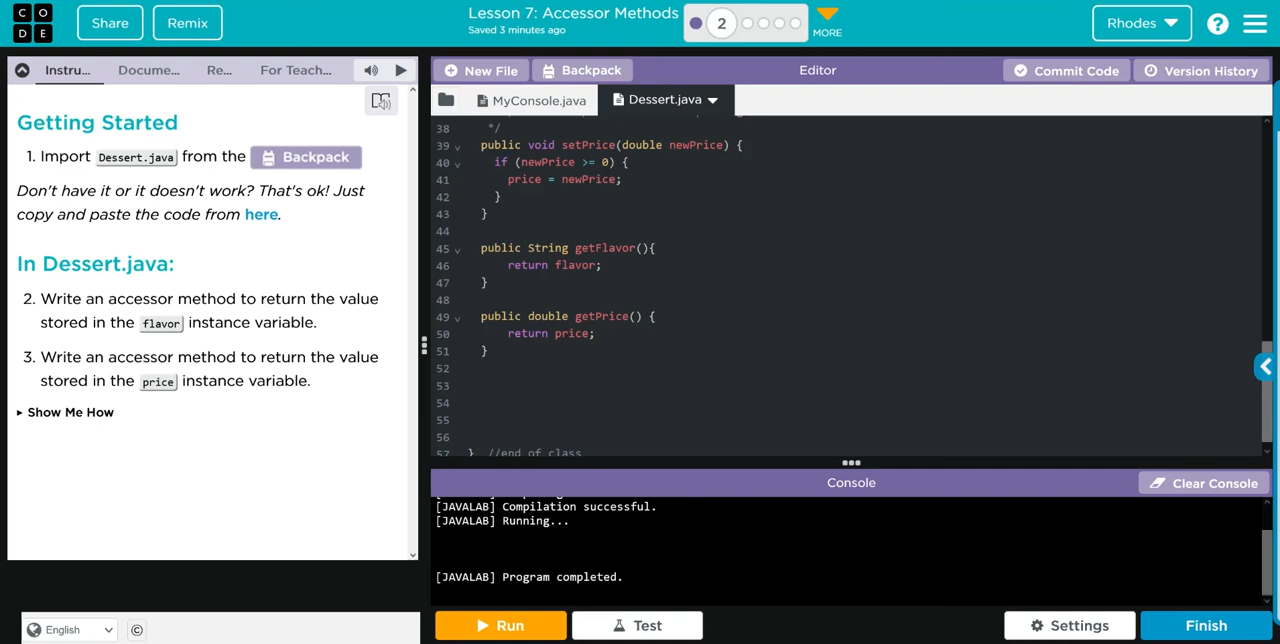 CODE
Share
Remix
Lesson 7: Accessor Methods
Saved 3 minutes ago
2
MORE
Rhodes
?
Instru...
Docume...
Re...
For Teach...
New File
Backpack
Editor
Commit Code
Version History
MyConsole.java
Dessert.java
Getting Started
1. Import Dessert.java from the Backpack
Don't have it or it doesn't work? That's ok! Just
copy and paste the code from here.
In Dessert.java:
2. Write an accessor method to return the value
stored in the flavor instance variable.
3. Write an accessor method to return the value
stored in the price instance variable.
Show Me How
38 */
39 public void setPrice(double newPrice) {
40 if (newPrice >= 0) {
41 price = newPrice;
42 }
43 }
44
45 public String getFlavor(){
46 return flavor;
47 }
48
49 public double getPrice() {
50 return price;
51 }
52
53
54
55
56
57 } //end of class
Console
Clear Console
[JAVALAB] Compilation successful.
[JAVALAB] Running...
[JAVALAB] Program completed.
English
©
Run
Test
Settings
Finish